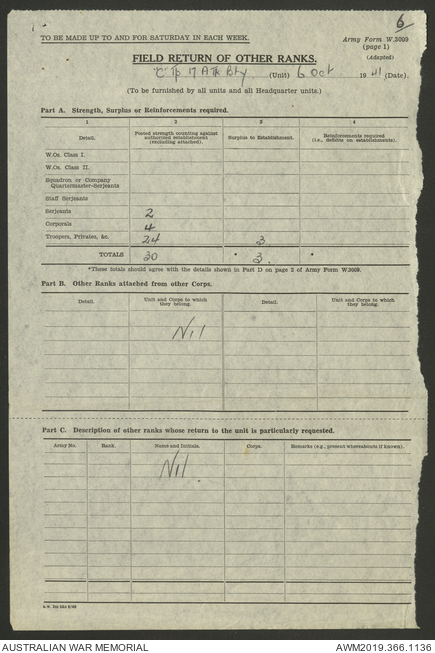 6
TO BE MADE UP TO AND FOR SATURDAY IN EACH WEEK.
Army Form W.3009
(page 1)
(Adapted)
FIELD RETURN OF OTHER RANKS.
"C" Tp 17 A Tk Bty (Unit) 6 Oct 1941 (Date).
(To be furnished by all units and all Headquarter units.)
Part A. Strength, Surplus or Reinforcements required.
1 2 3 4
Detail. Posted strength counting against authorized establishment (excluding attached). Surplus to Establishment. Reinforcements required (i.e., deficits on establishments).
W.Os. Class I.
W.Os. Class II.
Squadron or Company
Quartermaster-Serjeants
Staff Serjeants
Serjeants 2
Corporals 4
Troopers, Privates, &c. 24 3
TOTALS 30 * 3 *
*These totals should agree with the details shown in Part D on page 2 of Army Form W.3009.
Part B. Other Ranks attached from other Corps.
Detail. Unit and Corps to which they belong. Detail. Unit and Corps to which they belong.
Nil
Part C. Description of other ranks whose return to the unit is particularly requested.
Army No. Rank. Name and Initials. Corps. Remarks (e.g., present whereabouts if known).
Nil.
AUSTRALIAN WAR MEMORIAL AWM2019.366.1136